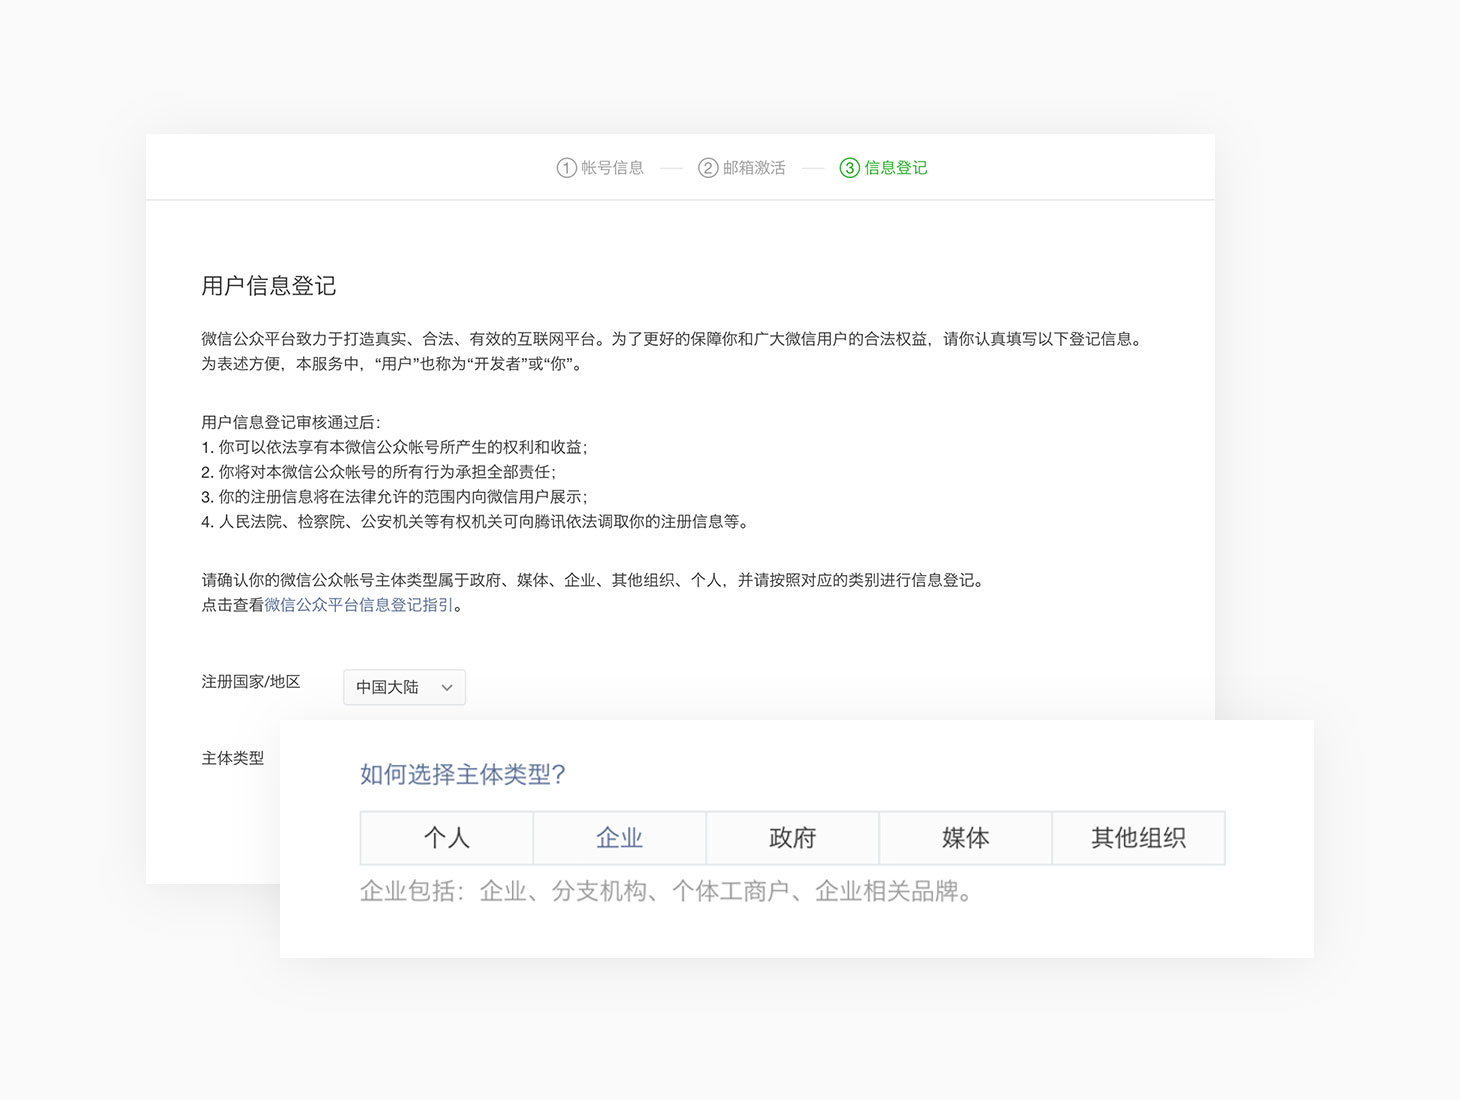 ① 帐号信息 — ② 邮箱激活 — ③ 信息登记
用户信息登记
微信公众平台致力于打造真实、合法、有效的互联网平台。为了更好的保障你和广大微信用户的合法权益，请你认真填写以下登记信息。
为表述方便，本服务中，“用户”也称为“开发者”或“你”。
用户信息登记审核通过后：
1. 你可以依法享有本微信公众帐号所产生的权利和收益；
2. 你将对本微信公众帐号的所有行为承担全部责任；
3. 你的注册信息将在法律允许的范围内向微信用户展示；
4. 人民法院、检察院、公安机关等有权机关可向腾讯依法调取你的注册信息等。
请确认你的微信公众帐号主体类型属于政府、媒体、企业、其他组织、个人，并请按照对应的类别进行信息登记。
点击查看微信公众平台信息登记指引。
注册国家/地区 中国大陆
主体类型
如何选择主体类型？
个人 企业 政府 媒体 其他组织
企业包括：企业、分支机构、个体工商户、企业相关品牌。